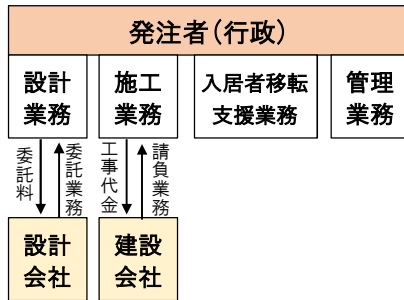 発注者（行政）
設計
業務
施工
業務
入居者移転
支援業務
管理
業務
委託料
委託業務
工事代金
請負業務
設計
会社
建設
会社